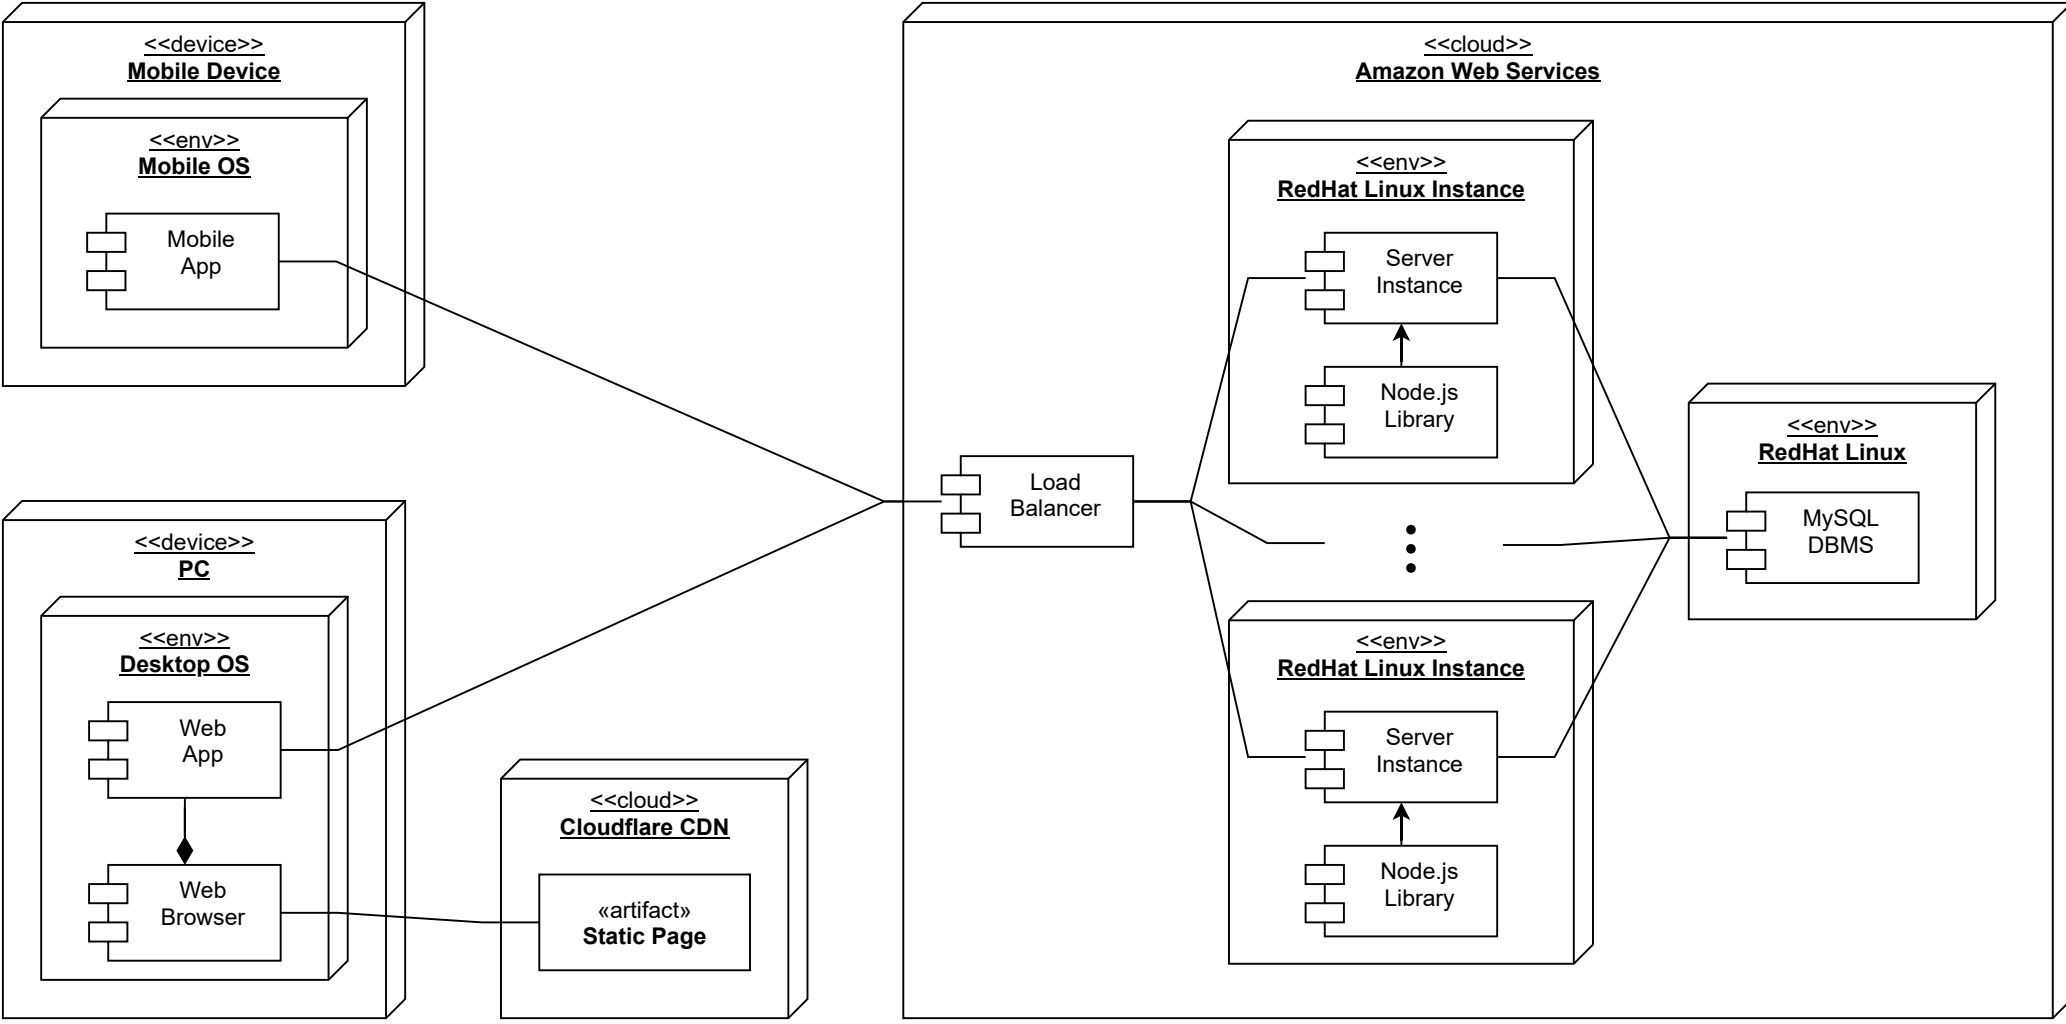 <<device>>
Mobile Device
<<env>>
Mobile OS
Mobile
App
<<device>>
PC
<<env>>
Desktop OS
Web
App
Web
Browser
<<cloud>>
Cloudflare CDN
«artifact»
Static Page
<<cloud>>
Amazon Web Services
Load
Balancer
<<env>>
RedHat Linux Instance
Server
Instance
Node.js
Library
<<env>>
RedHat Linux Instance
Server
Instance
Node.js
Library
<<env>>
RedHat Linux
MySQL
DBMS